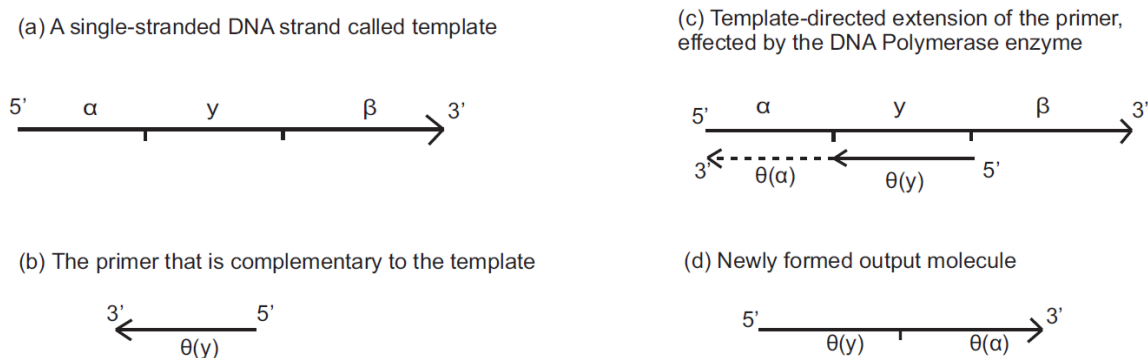 (a) A single-stranded DNA strand called template
5' α y β 3'
(b) The primer that is complementary to the template
3' 5'
θ(y)
(c) Template-directed extension of the primer,
effected by the DNA Polymerase enzyme
5' α y β 3'
3' θ(α) θ(y) 5'
(d) Newly formed output molecule
5' 3'
θ(y) θ(α)